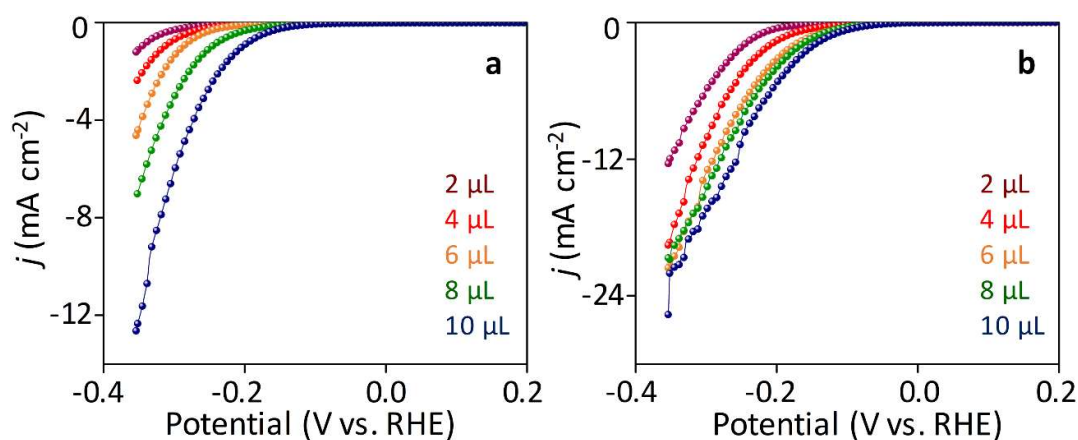 0
-4
-8
-12
j (mA cm⁻²)
a
2 µL
4 µL
6 µL
8 µL
10 µL
-0.4
-0.2
0.0
0.2
Potential (V vs. RHE)
0
-12
-24
j (mA cm⁻²)
b
2 µL
4 µL
6 µL
8 µL
10 µL
-0.4
-0.2
0.0
0.2
Potential (V vs. RHE)